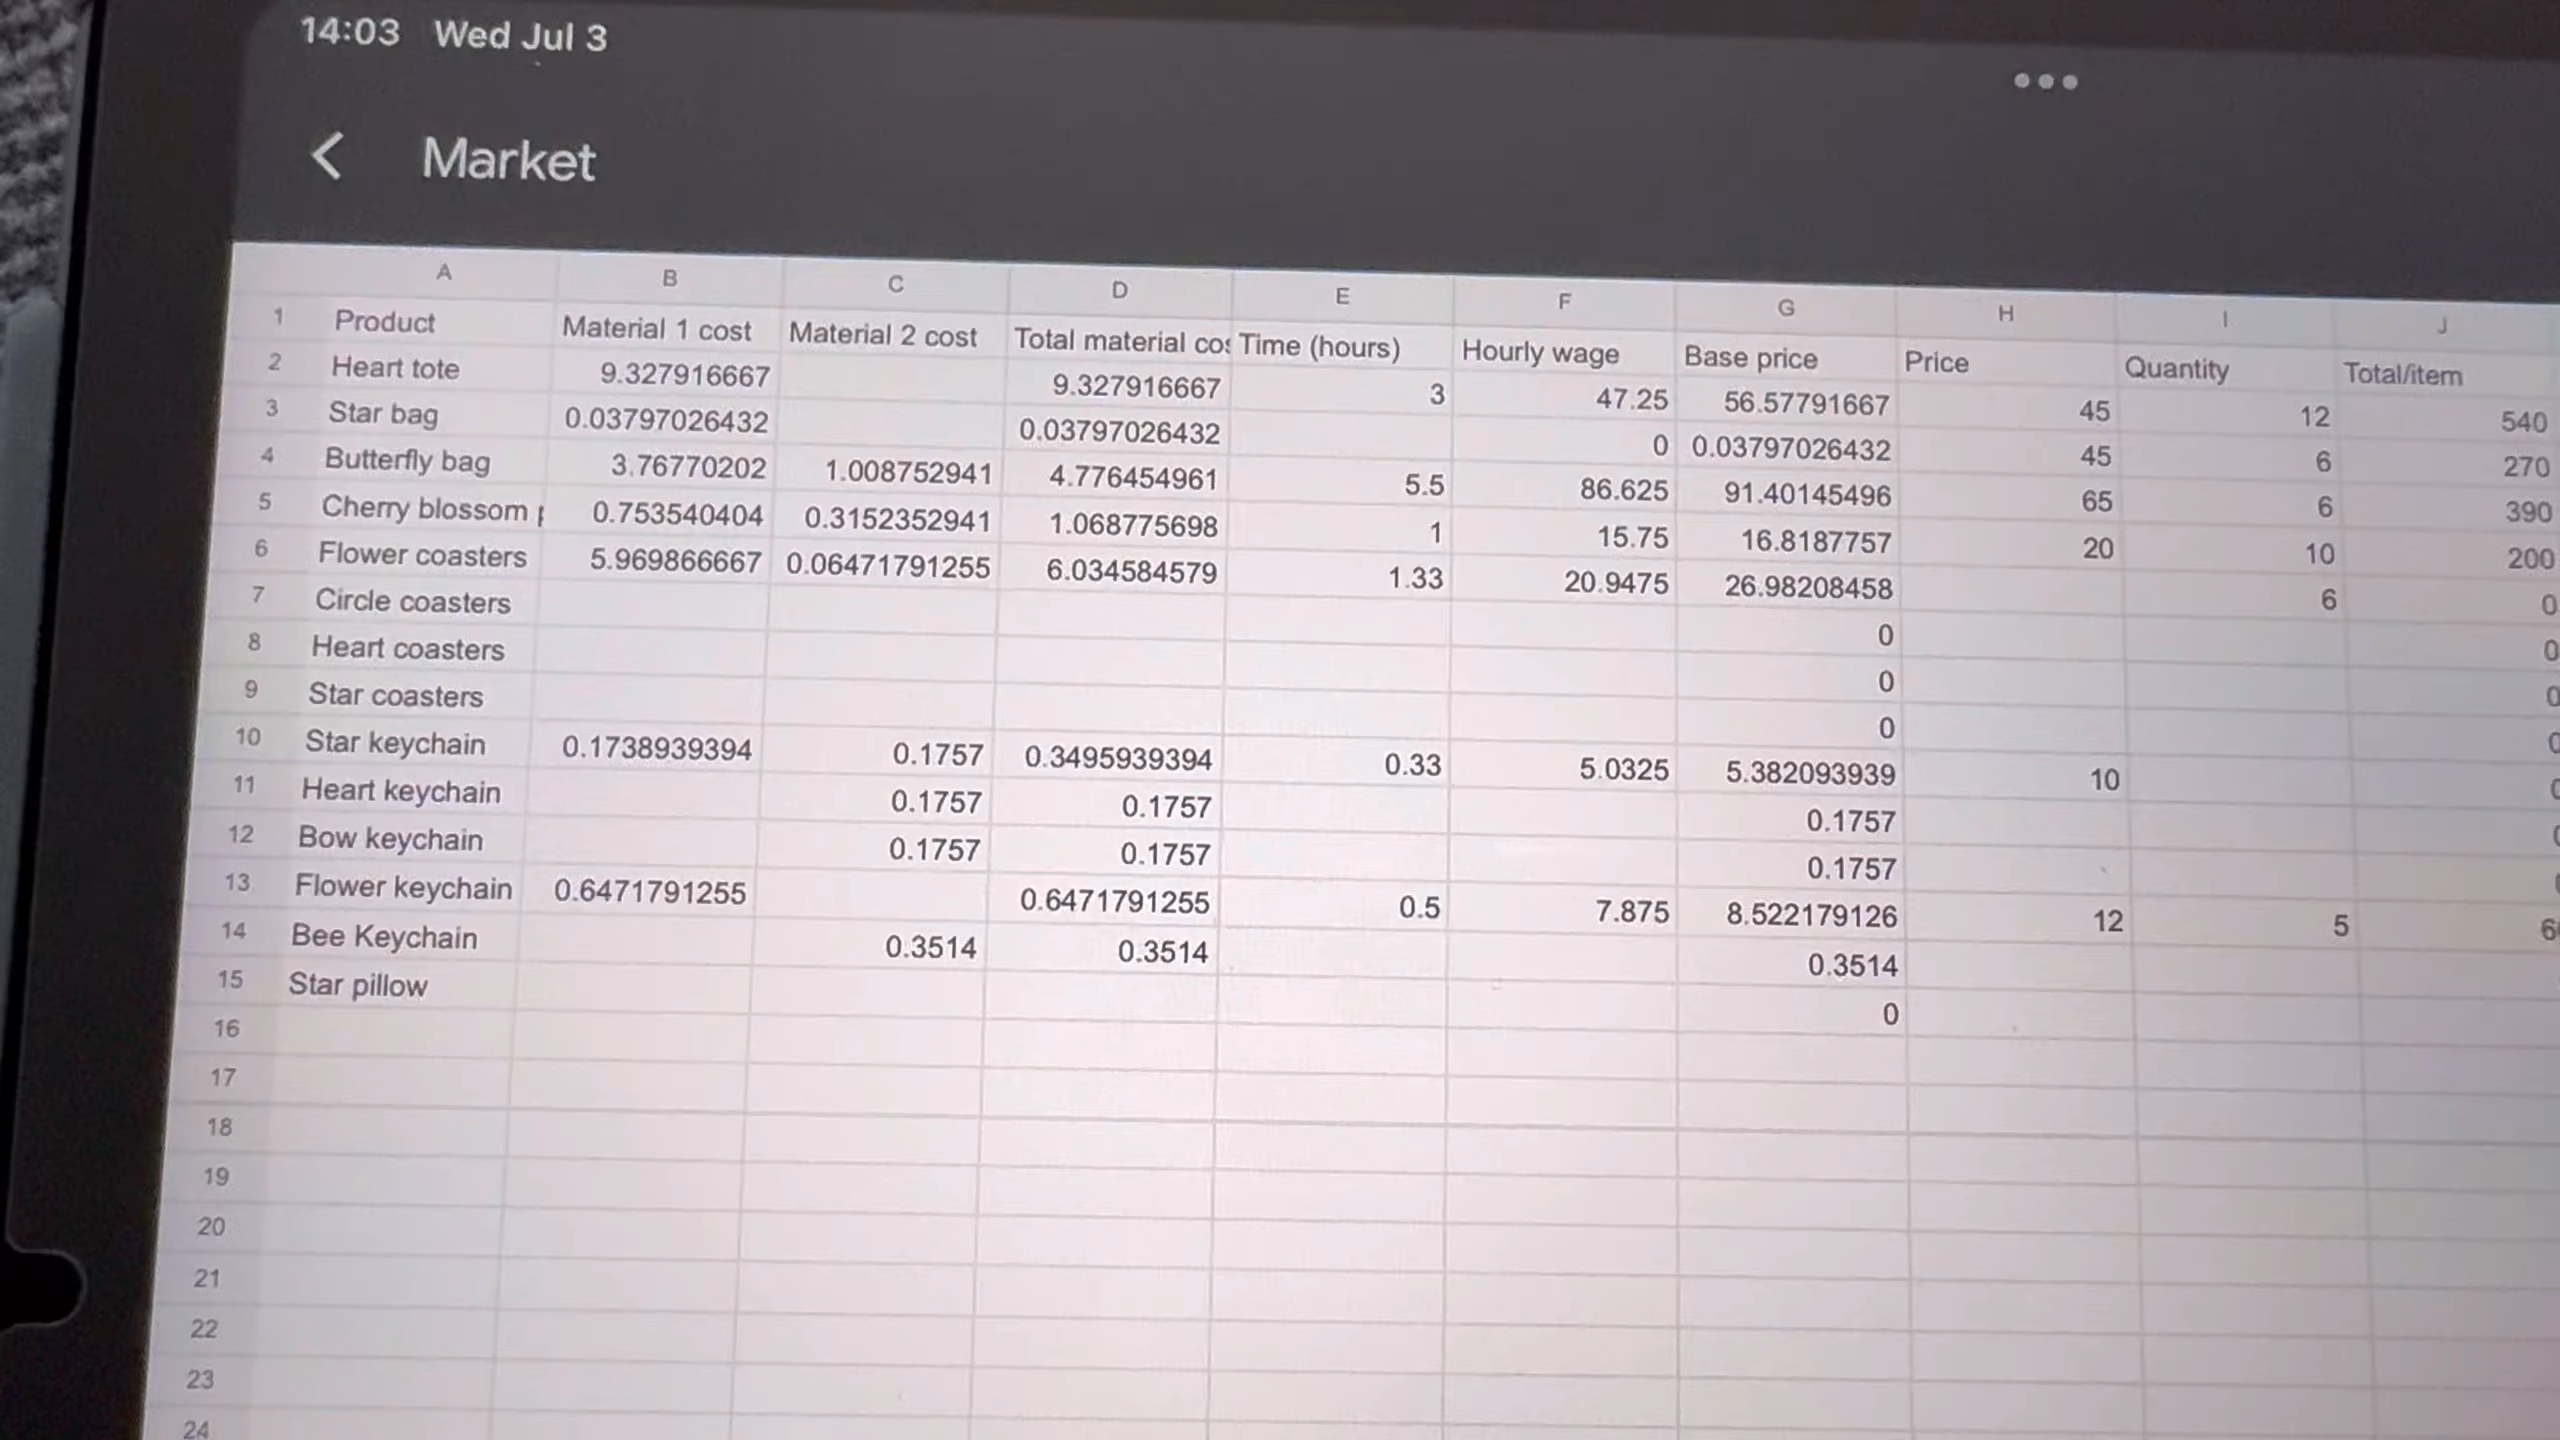 14:03 Wed Jul 3
Market
A B C D E F G H I J
1 Product Material 1 cost Material 2 cost Total material cos Time (hours) Hourly wage Base price Price Quantity Total/item
2 Heart tote 9.327916667 9.327916667 3 47.25 56.57791667 45 12 540
3 Star bag 0.03797026432 0.03797026432 0 0.03797026432 45 6 270
4 Butterfly bag 3.76770202 1.008752941 4.776454961 5.5 86.625 91.40145496 65 6 390
5 Cherry blossom 0.753540404 0.3152352941 1.068775698 1 15.75 16.8187757 20 10 200
6 Flower coasters 5.969866667 0.06471791255 6.034584579 1.33 20.9475 26.98208458 6 0
7 Circle coasters 0 0
8 Heart coasters 0 0
9 Star coasters 0 0
10 Star keychain 0.1738939394 0.1757 0.3495939394 0.33 5.0325 5.382093939 10 0
11 Heart keychain 0.1757 0.1757 0.1757
12 Bow keychain 0.1757 0.1757 0.1757
13 Flower keychain 0.6471791255 0.6471791255 0.5 7.875 8.522179126 12 5 6
14 Bee Keychain 0.3514 0.3514 0.3514
15 Star pillow 0
16
17
18
19
20
21
22
23
24